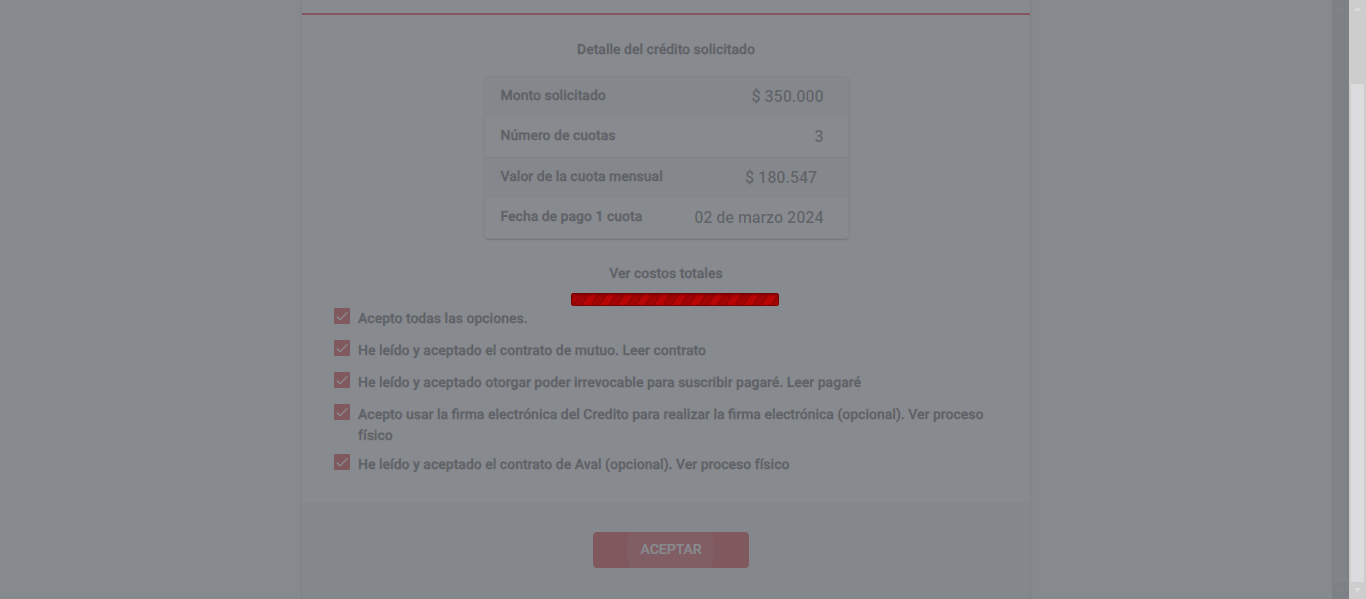 Detalle del crédito solicitado
Monto solicitado $ 350.000
Número de cuotas 3
Valor de la cuota mensual $ 180.547
Fecha de pago 1 cuota 02 de marzo 2024
Ver costos totales
Acepto todas las opciones.
He leído y aceptado el contrato de mutuo. Leer contrato
He leído y aceptado otorgar poder irrevocable para suscribir pagaré. Leer pagaré
Acepto usar la firma electrónica del Credito para realizar la firma electrónica (opcional). Ver proceso
físico
He leído y aceptado el contrato de Aval (opcional). Ver proceso físico
ACEPTAR